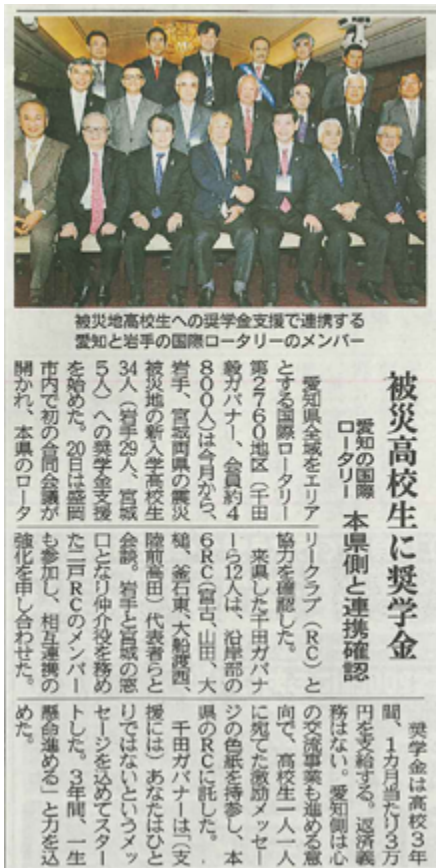 被災地高校生への奨学金支援で連携する
愛知と岩手の国際ロータリーのメンバー
被災高校生に奨学金
愛知の国際
ロータリー
本県側と連携確認
愛知県全域をエリア
とする国際ロータリー
第2760地区（千田
毅ガバナー、会員約4
800人）は今月から、
岩手、宮城両県の震災
被災地の新入学高校生
34人（岩手29人、宮城
5人）への奨学金支援
を始めた。20日は盛岡
市内で初の合同会議が
開かれ、本県のロータ
リークラブ（RC）と
協力を確認した。
来県した千田ガバナ
ーら12人は、沿岸部の
6RC（宮古、山田、大
槌、釜石東、大船渡西、
陸前高田）代表者らと
会談。岩手と宮城の窓
口となり仲介役を務め
た二戸RCのメンバー
も参加し、相互連携の
強化を申し合わせた。
奨学金は高校3年
間、1カ月当たり3万
円を支給する。返済義
務はない。愛知側は心
の交流事業も進める意
向で、高校生一人一人
に宛てた激励メッセー
ジの色紙を持参し、本
県のRCに託した。
千田ガバナーは「（支
援には）あなたはひと
りではないというメッ
セージを込めてスター
トした。3年間、一生
懸命進める」と力を込
めた。